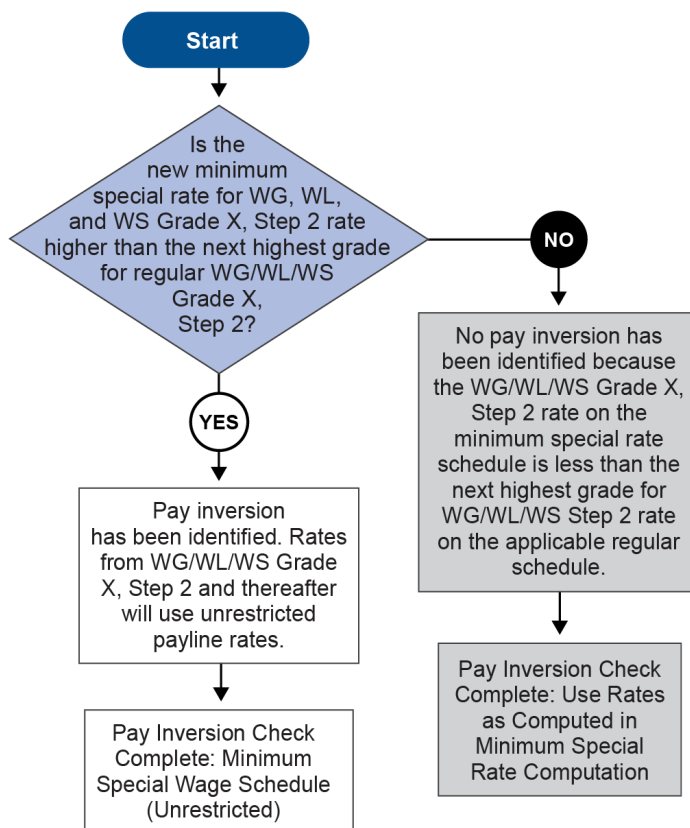 Start
Is the
new minimum
special rate for WG, WL,
and WS Grade X, Step 2 rate
higher than the next highest grade
for regular WG/WL/WS
Grade X,
Step 2?
NO
No pay inversion has
been identified because
the WG/WL/WS Grade X,
Step 2 rate on the
minimum special rate
schedule is less than the
next highest grade for
WG/WL/WS Step 2 rate
on the applicable regular
schedule.
Pay Inversion Check
Complete: Use Rates
as Computed in
Minimum Special
Rate Computation
YES
Pay inversion
has been identified. Rates
from WG/WL/WS Grade
X, Step 2 and thereafter
will use unrestricted
payline rates.
Pay Inversion Check
Complete: Minimum
Special Wage Schedule
(Unrestricted)